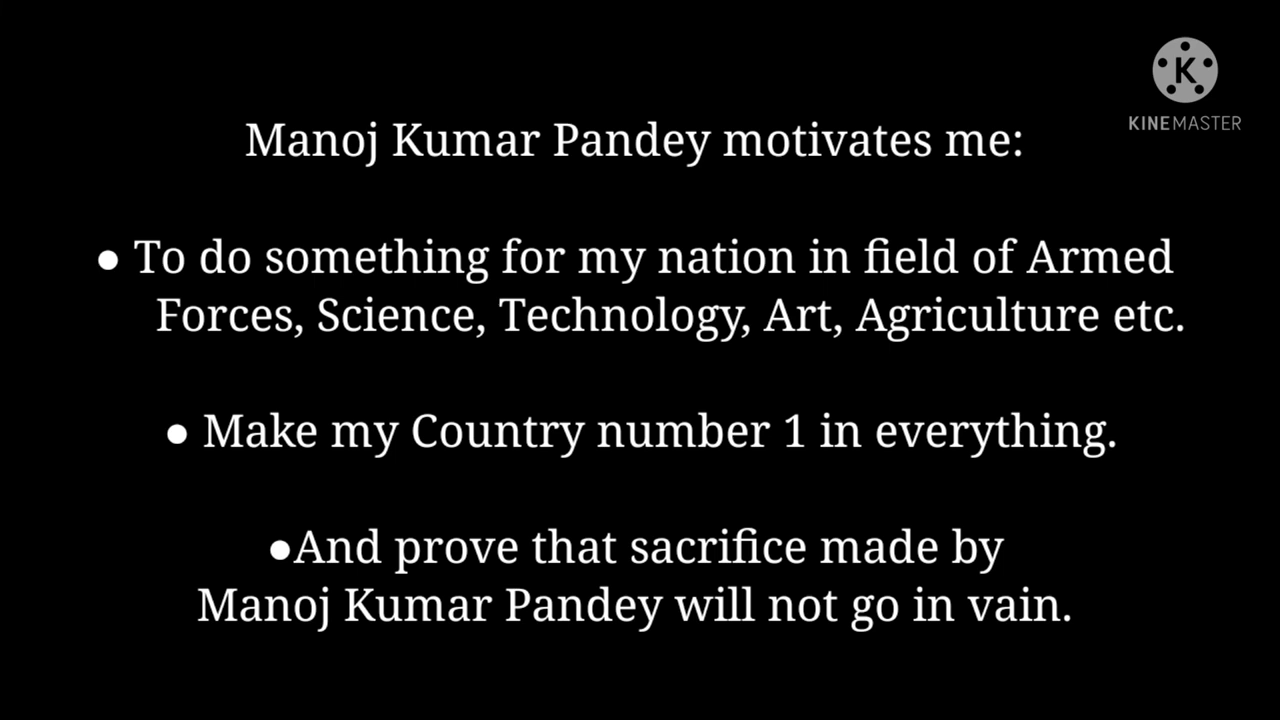 K
KINEMASTER
Manoj Kumar Pandey motivates me:
● To do something for my nation in field of Armed
Forces, Science, Technology, Art, Agriculture etc.
● Make my Country number 1 in everything.
●And prove that sacrifice made by
Manoj Kumar Pandey will not go in vain.